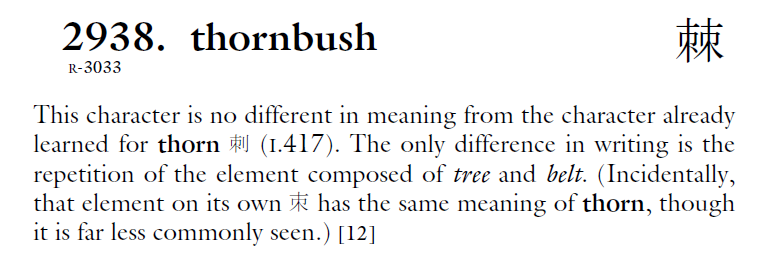 2938. thornbush 棘
R-3033
This character is no different in meaning from the character already
learned for thorn 刺 (I.417). The only difference in writing is the
repetition of the element composed of tree and belt. (Incidentally,
that element on its own 朿 has the same meaning of thorn, though
it is far less commonly seen.) [12]